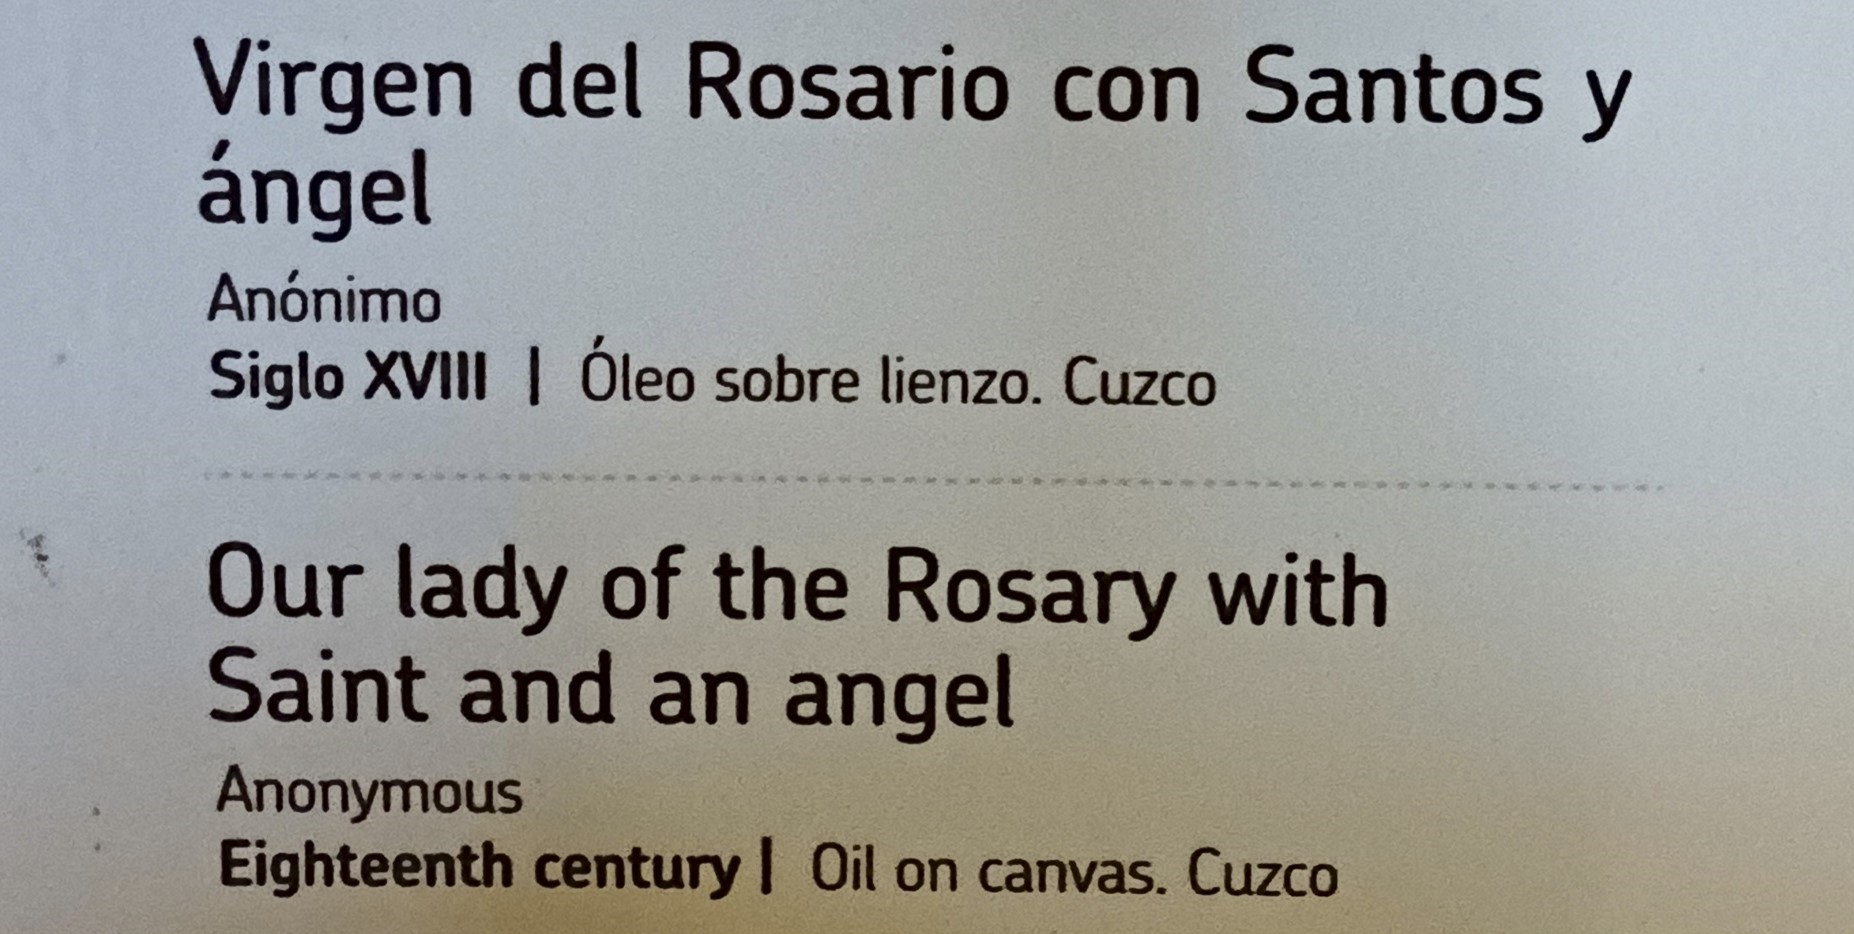 Virgen del Rosario con Santos y
ángel
Anónimo
Siglo XVIII | Óleo sobre lienzo. Cuzco
Our lady of the Rosary with
Saint and an angel
Anonymous
Eighteenth century | Oil on canvas. Cuzco